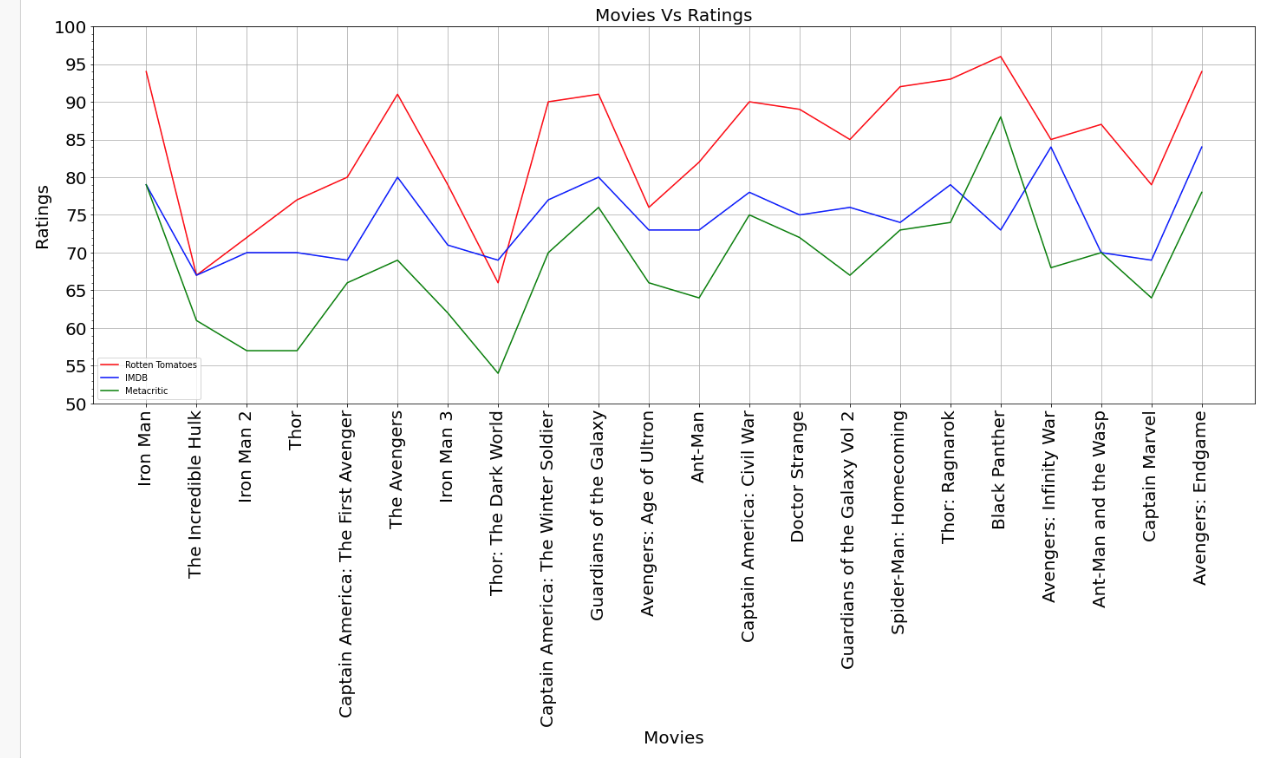 Movies Vs Ratings
Ratings
100
95
90
85
80
75
70
65
60
55
50
Rotten Tomatoes
IMDB
Metacritic
Iron Man
The Incredible Hulk
Iron Man 2
Thor
Captain America: The First Avenger
The Avengers
Iron Man 3
Thor: The Dark World
Captain America: The Winter Soldier
Guardians of the Galaxy
Avengers: Age of Ultron
Ant-Man
Captain America: Civil War
Doctor Strange
Guardians of the Galaxy Vol 2
Spider-Man: Homecoming
Thor: Ragnarok
Black Panther
Avengers: Infinity War
Ant-Man and the Wasp
Captain Marvel
Avengers: Endgame
Movies